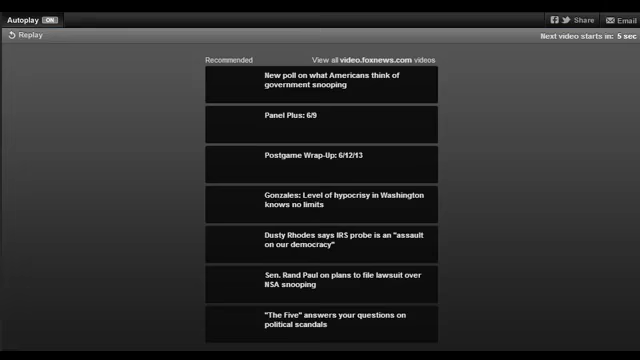 Autoplay ON
Share Email
Replay
Next video starts in: 5 sec
Recommended
View all video.foxnews.com videos
New poll on what Americans think of
government snooping
Panel Plus: 6/9
Postgame Wrap-Up: 6/12/13
Gonzales: Level of hypocrisy in Washington
knows no limits
Dusty Rhodes says IRS probe is an "assault
on our democracy"
Sen. Rand Paul on plans to file lawsuit over
NSA snooping
"The Five" answers your questions on
political scandals